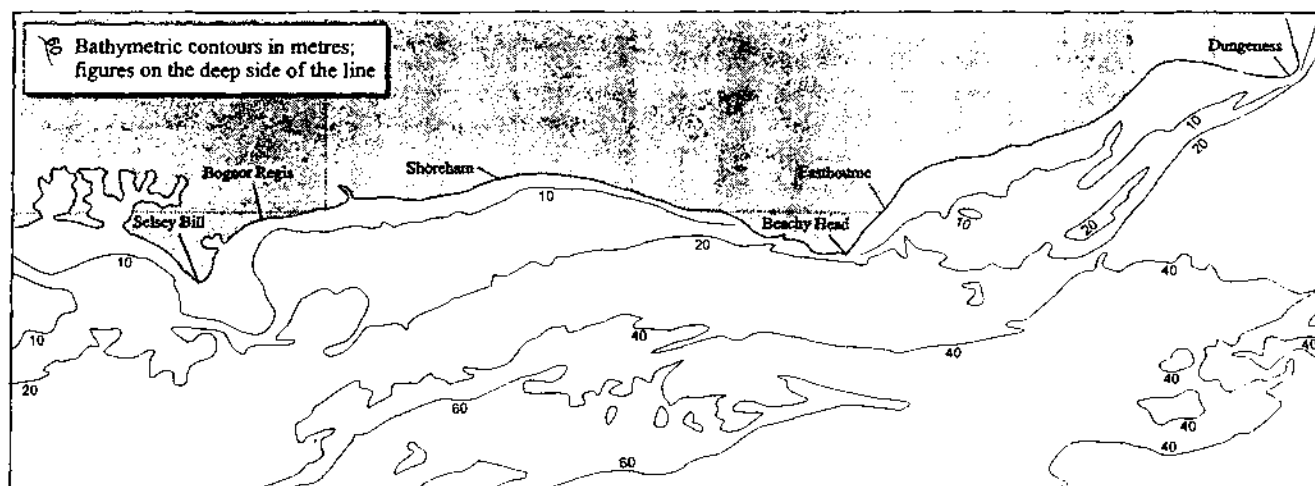 60 Bathymetric contours in metres;
figures on the deep side of the line
Dungeness
10
20
Shoreham
Bognor Regis
Eastbourne
10
Selsey Bill
Beachy Head
10
20
20
10
40
10
40
40
40
20
40
60
40
40
60